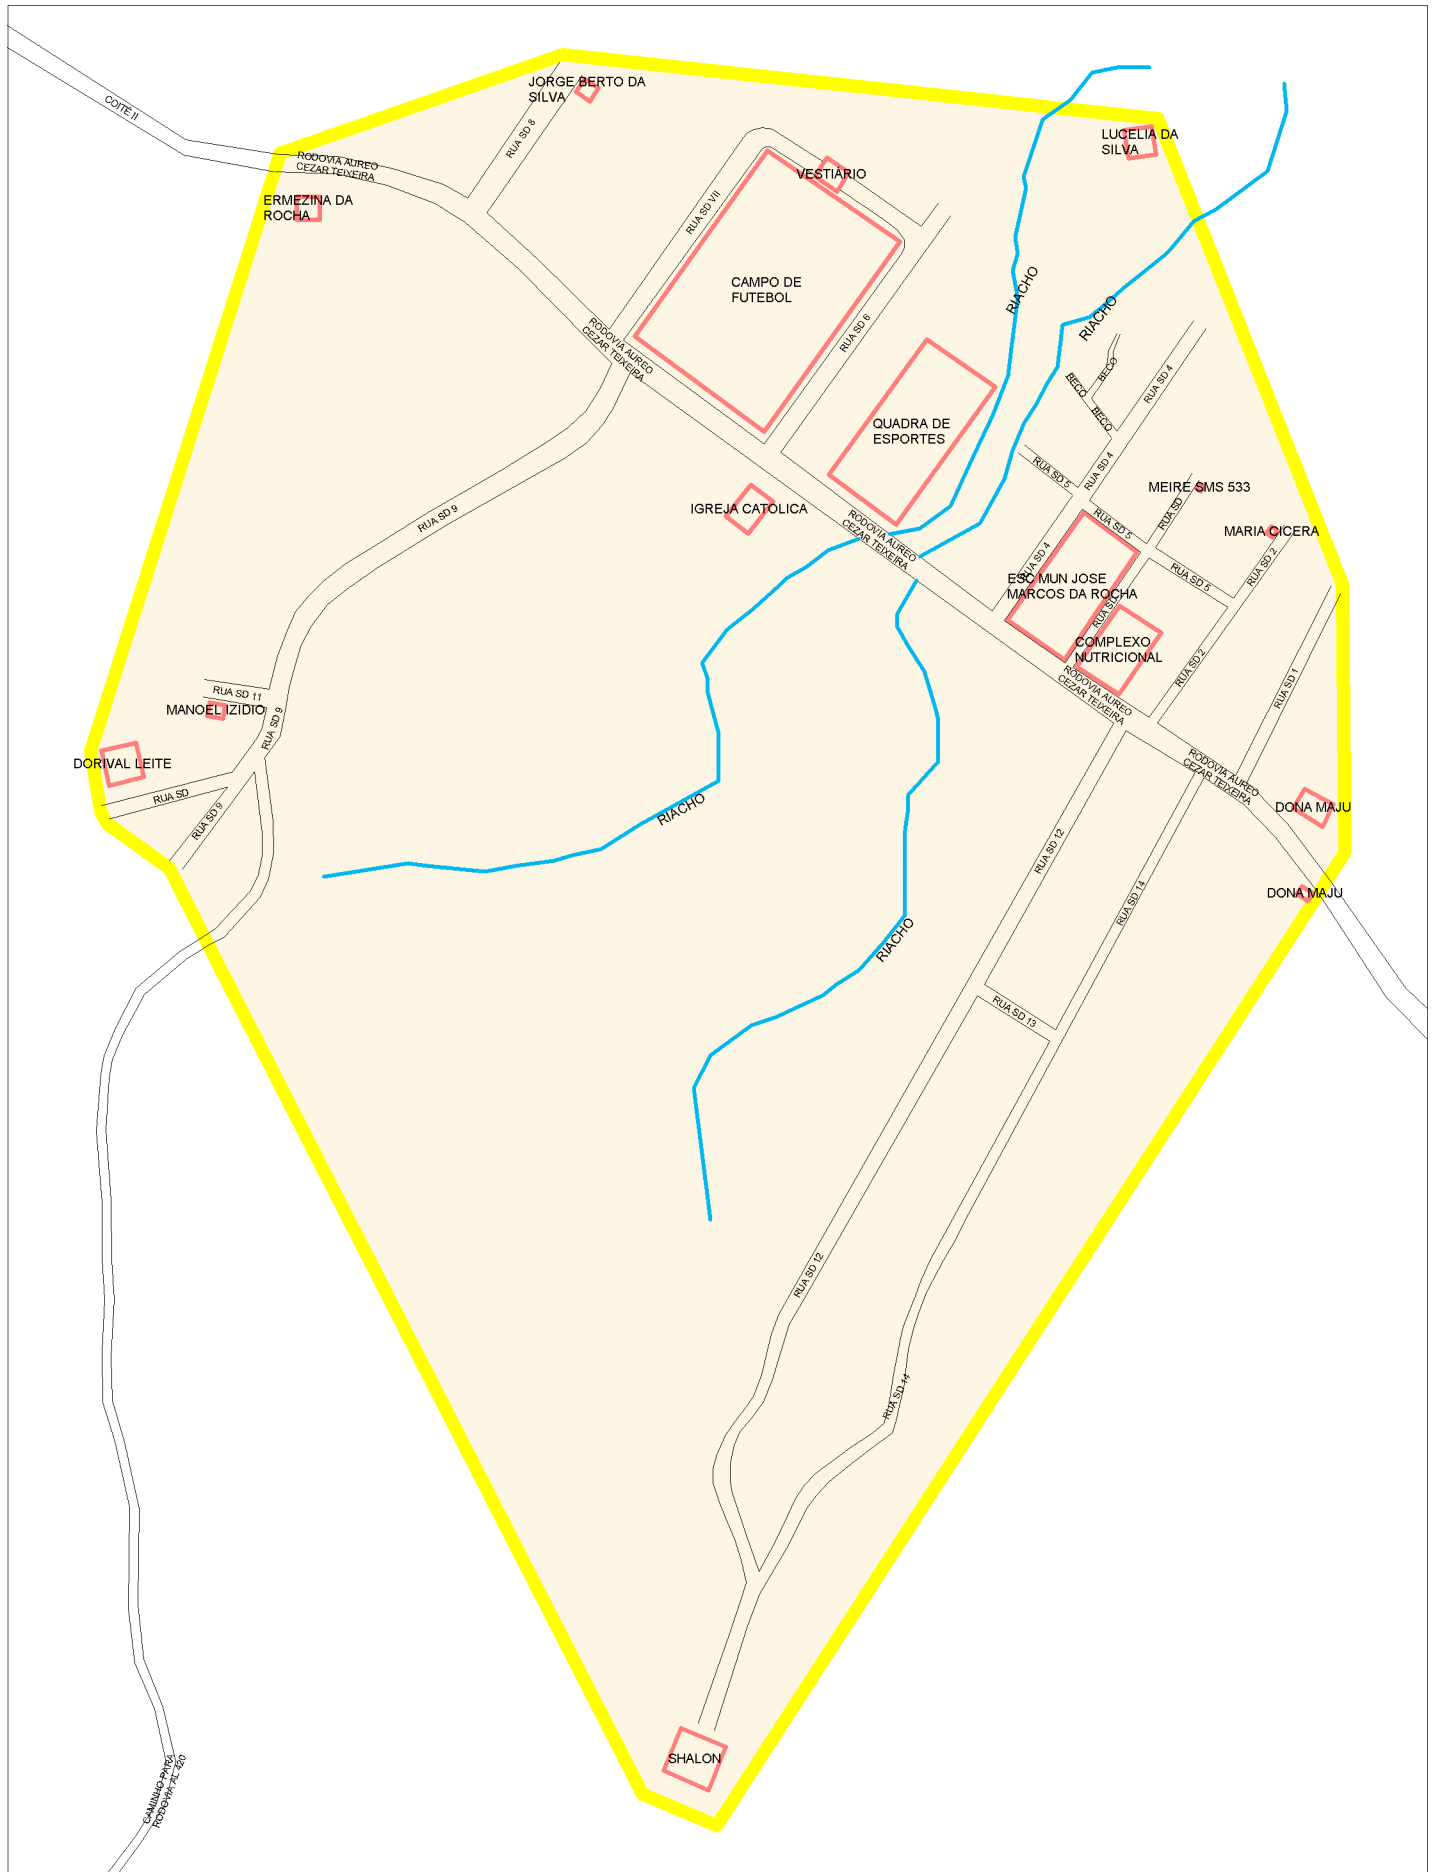 JORGE BERTO DA
SILVA
COITÉ II
RUA SD 8
LUCELIA DA
SILVA
RODOVIA AUREO
CEZAR TEIXEIRA
VESTIÁRIO
ERMEZINA DA
ROCHA
RUA SD VII
CAMPO DE
FUTEBOL
RIACHO
RIACHO
RODOVIA AUREO
CEZAR TEIXEIRA
RUA SD 6
BECO
BECO
BECO
RUA SD 4
QUADRA DE
ESPORTES
RUA SD 4
RUA SD 5
MEIRE SMS 533
RUA SD 9
IGREJA CATOLICA
RUA SD
RODOVIA AUREO
CEZAR TEIXEIRA
RUA SD 5
MARIA CICERA
RUA SD 4
RUA SD 2
RUA SD 5
ESC MUN JOSE
MARCOS DA ROCHA
RUA SD
COMPLEXO
NUTRICIONAL
RUA SD 2
RODOVIA AUREO
CEZAR TEIXEIRA
RUA SD 1
RUA SD 11
MANOEL IZIDIO
RUA SD 9
DORIVAL LEITE
RODOVIA AUREO
CEZAR TEIXEIRA
RUA SD
RUA SD 9
RIACHO
DONA MAJU
RUA SD 12
DONA MAJU
RUA SD 14
RIACHO
RUA SD 13
RUA SD 12
RUA SD 14
SHALON
CAMINHO PARA
RODOVIA AL 420